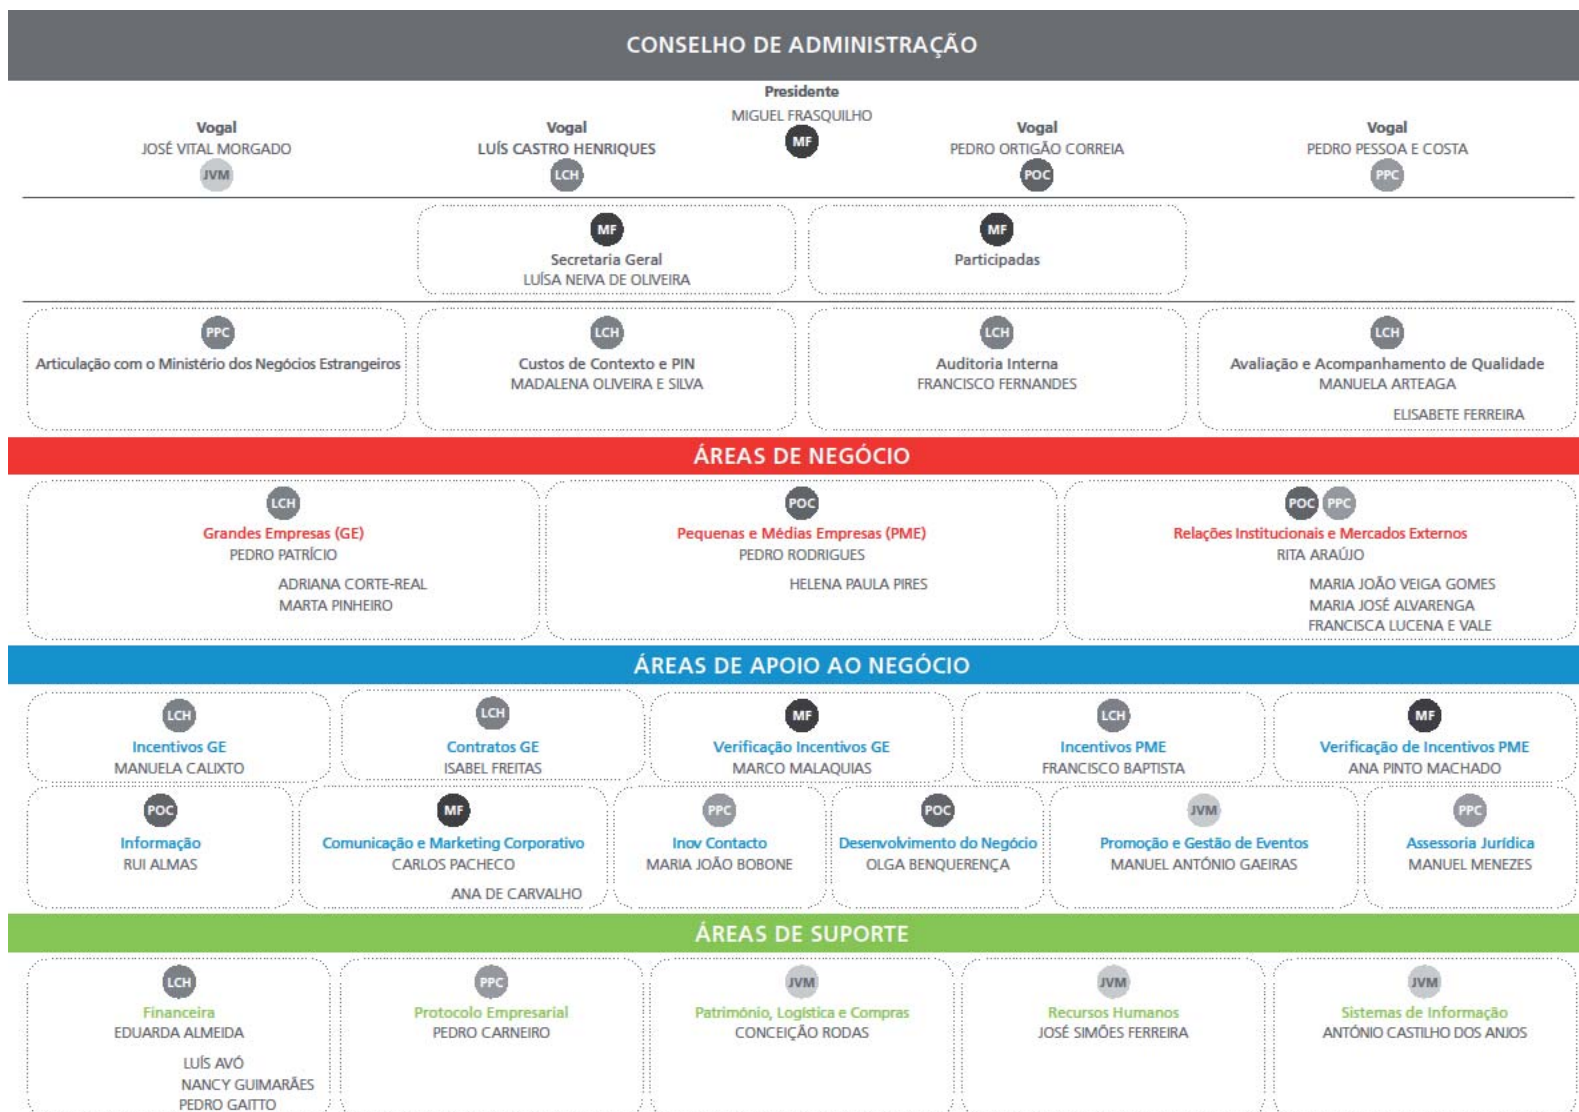 CONSELHO DE ADMINISTRAÇÃO
Presidente
MIGUEL FRASQUILHO
MF
Vogal
JOSÉ VITAL MORGADO
JVM
Vogal
LUÍS CASTRO HENRIQUES
LCH
Vogal
PEDRO ORTIGÃO CORREIA
POC
Vogal
PEDRO PESSOA E COSTA
PPC
MF
Secretaria Geral
LUÍSA NEIVA DE OLIVEIRA
MF
Participadas
PPC
Articulação com o Ministério dos Negócios Estrangeiros
LCH
Custos de Contexto e PIN
MADALENA OLIVEIRA E SILVA
LCH
Auditoria Interna
FRANCISCO FERNANDES
LCH
Avaliação e Acompanhamento de Qualidade
MANUELA ARTEAGA
ELISABETE FERREIRA
ÁREAS DE NEGÓCIO
LCH
Grandes Empresas (GE)
PEDRO PATRÍCIO
ADRIANA CORTE-REAL
MARTA PINHEIRO
POC
Pequenas e Médias Empresas (PME)
PEDRO RODRIGUES
HELENA PAULA PIRES
POC PPC
Relações Institucionais e Mercados Externos
RITA ARAÚJO
MARIA JOÃO VEIGA GOMES
MARIA JOSÉ ALVARENGA
FRANCISCA LUCENA E VALE
ÁREAS DE APOIO AO NEGÓCIO
LCH
Incentivos GE
MANUELA CALIXTO
LCH
Contratos GE
ISABEL FREITAS
MF
Verificação Incentivos GE
MARCO MALAQUIAS
LCH
Incentivos PME
FRANCISCO BAPTISTA
MF
Verificação de Incentivos PME
ANA PINTO MACHADO
POC
Informação
RUI ALMAS
MF
Comunicação e Marketing Corporativo
CARLOS PACHECO
ANA DE CARVALHO
PPC
Inov Contacto
MARIA JOÃO BOBONE
POC
Desenvolvimento do Negócio
OLGA BENQUERENÇA
JVM
Promoção e Gestão de Eventos
MANUEL ANTÓNIO GAEIRAS
PPC
Assessoria Jurídica
MANUEL MENEZES
ÁREAS DE SUPORTE
LCH
Financeira
EDUARDA ALMEIDA
LUÍS AVÓ
NANCY GUIMARÃES
PEDRO GAITTO
PPC
Protocolo Empresarial
PEDRO CARNEIRO
JVM
Património, Logística e Compras
CONCEIÇÃO RODAS
JVM
Recursos Humanos
JOSÉ SIMÕES FERREIRA
JVM
Sistemas de Informação
ANTÓNIO CASTILHO DOS ANJOS